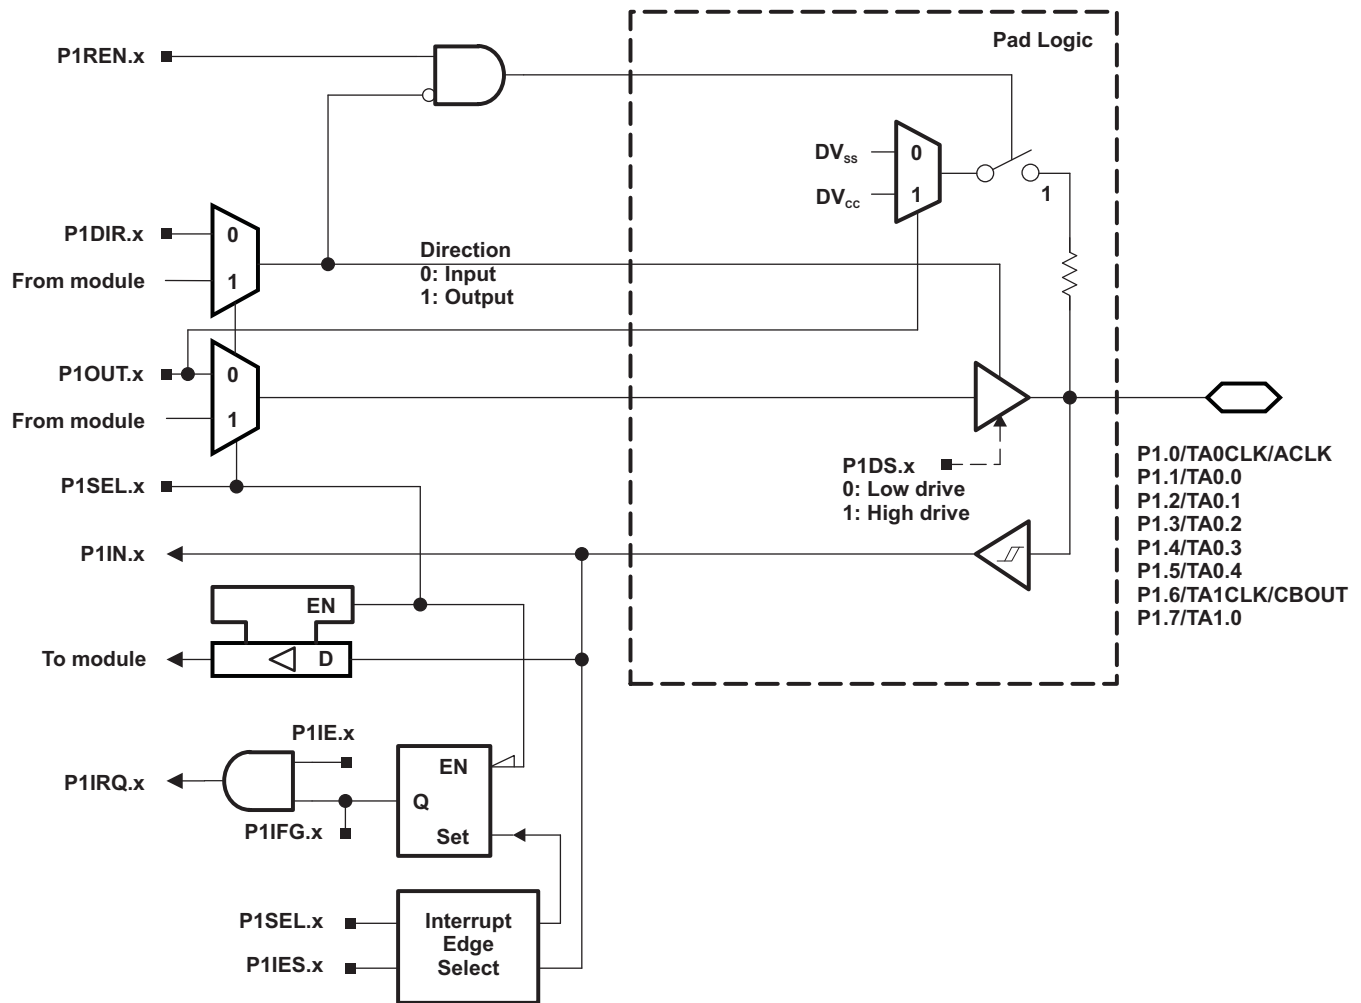 Pad Logic
P1REN.x
DVSS
0
DVCC
1
1
P1DIR.x
0
From module
1
Direction
0: Input
1: Output
P1OUT.x
0
From module
1
P1SEL.x
P1DS.x
0: Low drive
1: High drive
P1.0/TA0CLK/ACLK
P1.1/TA0.0
P1.2/TA0.1
P1.3/TA0.2
P1.4/TA0.3
P1.5/TA0.4
P1.6/TA1CLK/CBOUT
P1.7/TA1.0
P1IN.x
EN
To module
D
P1IE.x
P1IRQ.x
EN
Q
P1IFG.x
Set
P1SEL.x
P1IES.x
Interrupt
Edge
Select